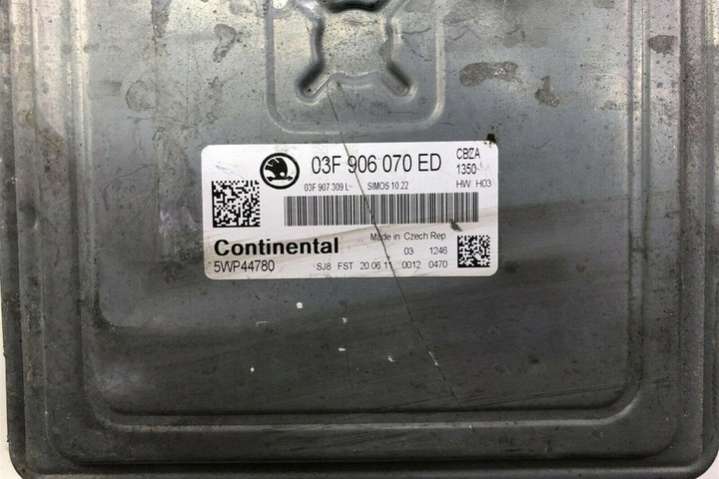 03F 906 070 ED
CBZA
1350
03F 907 309 L
SIMOS 10.22
HW H03
Continental
Made in Czech Rep
03 1246
5WP44780
SJ8 FST 20.06.11 0012 0470